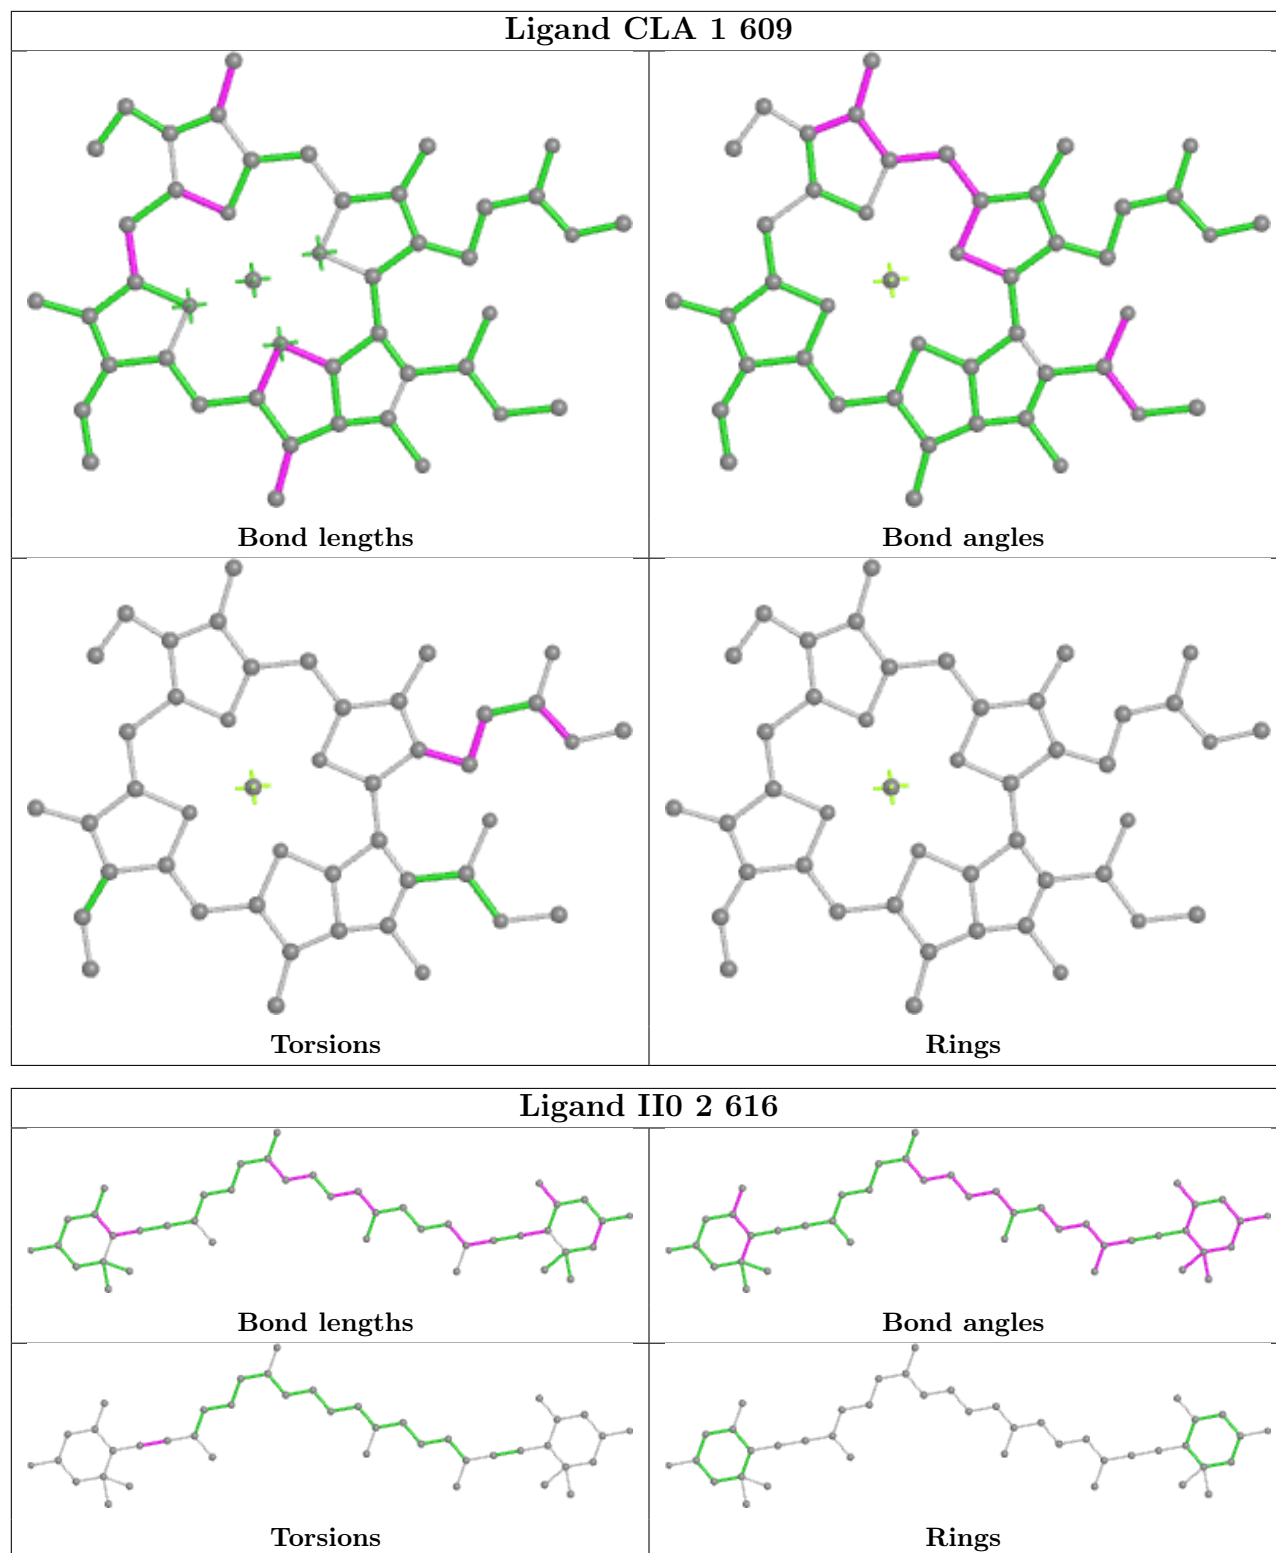 Ligand CLA 1 609
Bond lengths
Bond angles
Torsions
Rings
Ligand II0 2 616
Bond lengths
Bond angles
Torsions
Rings